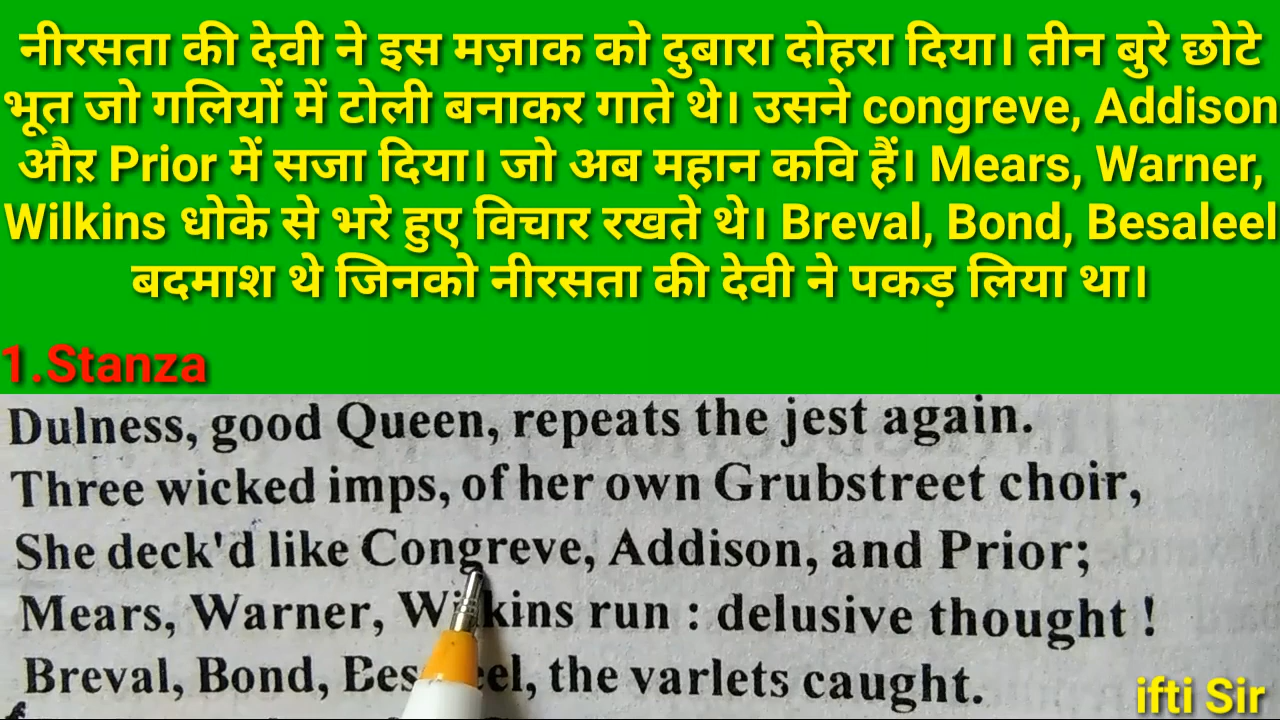 नीरसता की देवी ने इस मज़ाक को दुबारा दोहरा दिया। तीन बुरे छोटे
भूत जो गलियों में टोली बनाकर गाते थे। उसने congreve, Addison
औऱ Prior में सजा दिया। जो अब महान कवि हैं। Mears, Warner,
Wilkins धोके से भरे हुए विचार रखते थे। Breval, Bond, Besaleel
बदमाश थे जिनको नीरसता की देवी ने पकड़ लिया था।
1.Stanza
Dulness, good Queen, repeats the jest again.
Three wicked imps, of her own Grubstreet choir,
She deck'd like Congreve, Addison, and Prior;
Mears, Warner, Wilkins run : delusive thought !
Breval, Bond, the varlets caught.
ifti Sir